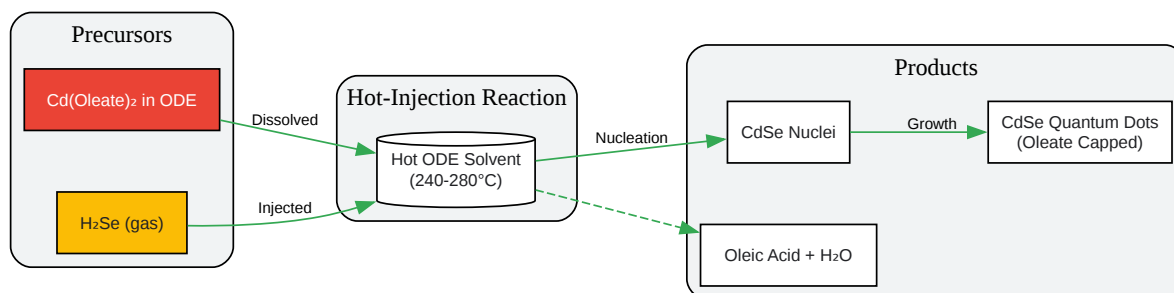 Precursors
Cd(Oleate)₂ in ODE
H₂Se (gas)
Dissolved
Injected
Hot-Injection Reaction
Hot ODE Solvent
(240-280°C)
Nucleation
Products
CdSe Nuclei
Growth
CdSe Quantum Dots
(Oleate Capped)
Oleic Acid + H₂O